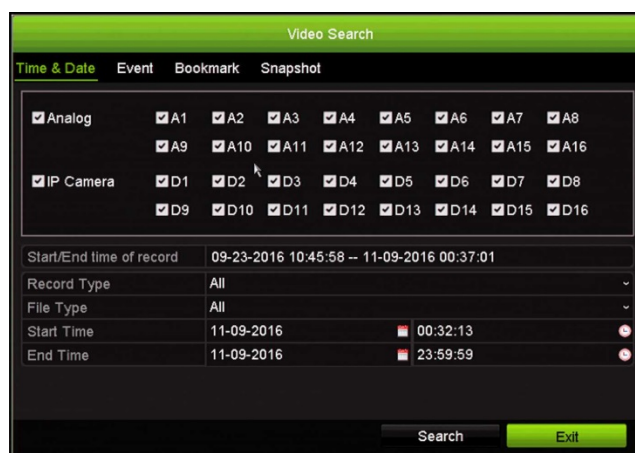 Video Search
Time & Date Event Bookmark Snapshot
Analog A1 A2 A3 A4 A5 A6 A7 A8
A9 A10 A11 A12 A13 A14 A15 A16
IP Camera D1 D2 D3 D4 D5 D6 D7 D8
D9 D10 D11 D12 D13 D14 D15 D16
Start/End time of record 09-23-2016 10:45:58 -- 11-09-2016 00:37:01
Record Type All
File Type All
Start Time 11-09-2016 00:32:13
End Time 11-09-2016 23:59:59
Search Exit